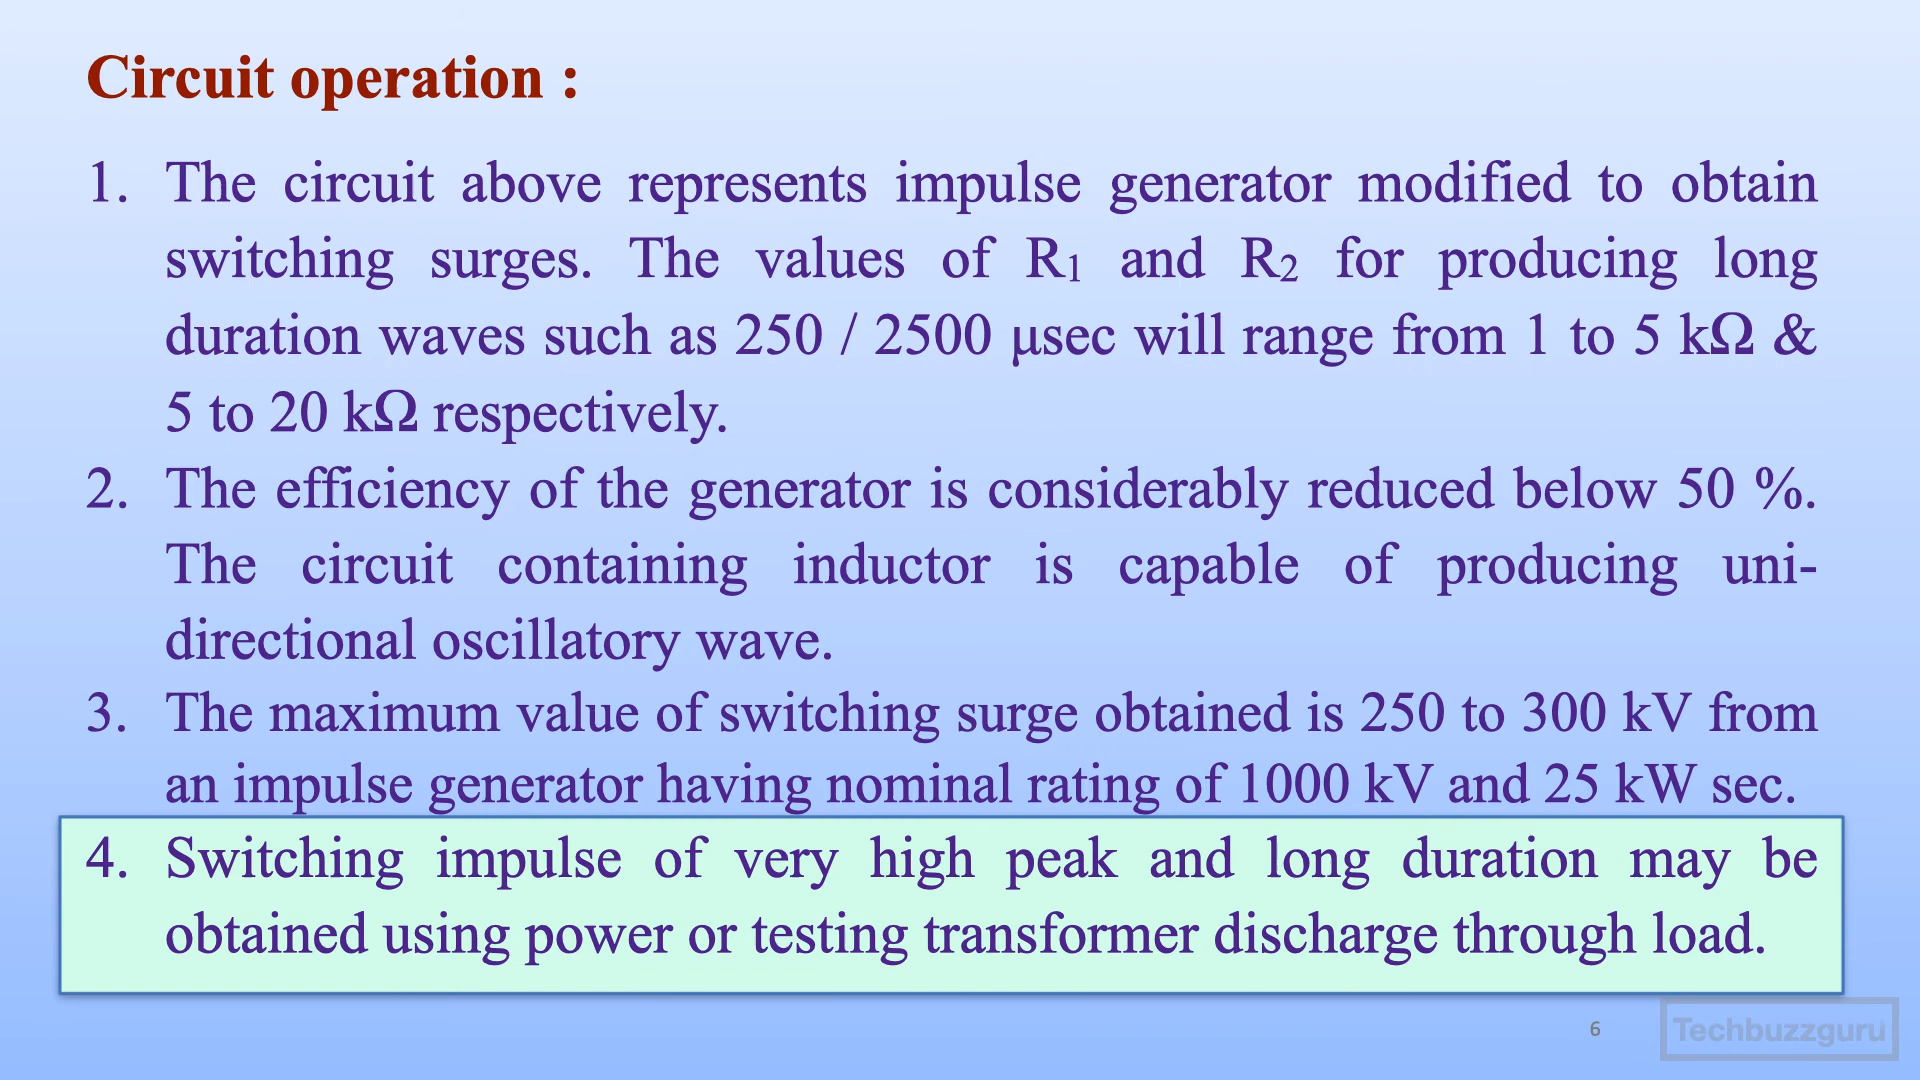 Circuit operation :
1. The circuit above represents impulse generator modified to obtain
switching surges. The values of R₁ and R₂ for producing long
duration waves such as 250 / 2500 μsec will range from 1 to 5 kΩ &
5 to 20 kΩ respectively.
2. The efficiency of the generator is considerably reduced below 50 %.
The circuit containing inductor is capable of producing uni-
directional oscillatory wave.
3. The maximum value of switching surge obtained is 250 to 300 kV from
an impulse generator having nominal rating of 1000 kV and 25 kW sec.
4. Switching impulse of very high peak and long duration may be
obtained using power or testing transformer discharge through load.
6
Techbuzzguru